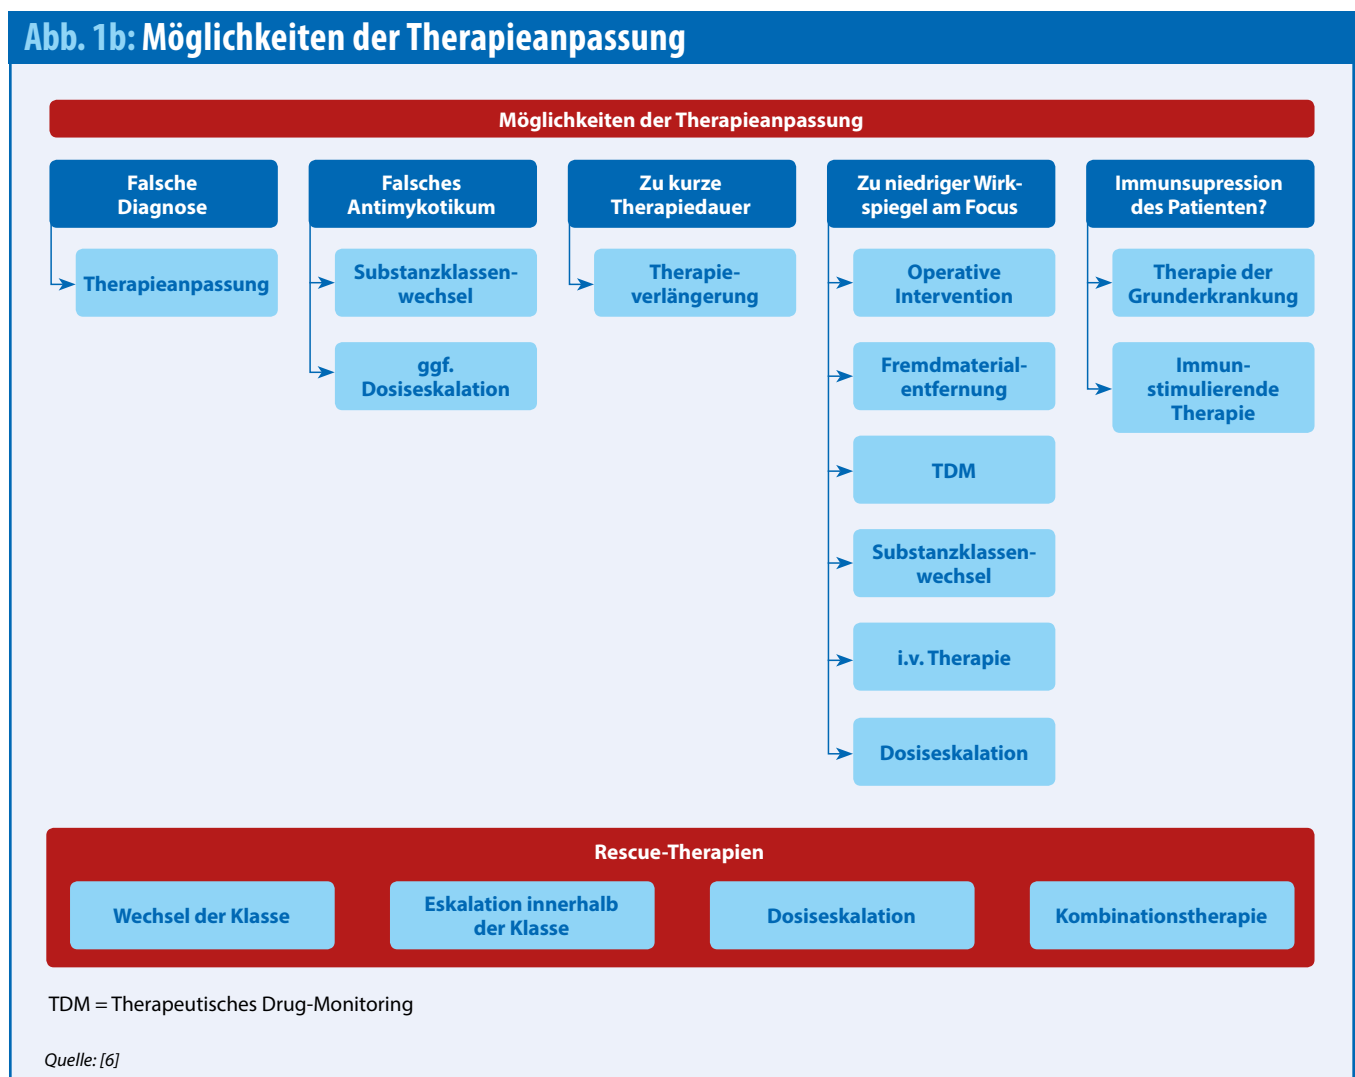 Abb. 1b: Möglichkeiten der Therapieanpassung
Möglichkeiten der Therapieanpassung
Falsche
Diagnose
Therapieanpassung
Falsches
Antimykotikum
Substanzklassen-
wechsel
ggf.
Dosiseskalation
Zu kurze
Therapiedauer
Therapie-
verlängerung
Zu niedriger Wirk-
spiegel am Focus
Operative
Intervention
Fremdmaterial-
entfernung
TDM
Substanzklassen-
wechsel
i.v. Therapie
Dosiseskalation
Immunsupression
des Patienten?
Therapie der
Grunderkrankung
Immun-
stimulierende
Therapie
Rescue-Therapien
Wechsel der Klasse
Eskalation innerhalb
der Klasse
Dosiseskalation
Kombinationstherapie
TDM = Therapeutisches Drug-Monitoring
Quelle: [6]